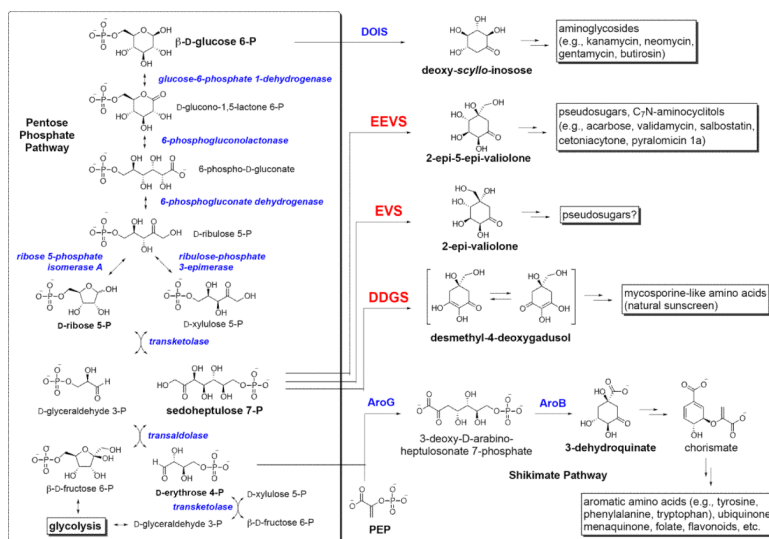 β-D-glucose 6-P
glucose-6-phosphate 1-dehydrogenase
D-glucono-1,5-lactone 6-P
Pentose
Phosphate
Pathway
6-phosphogluconolactonase
6-phospho-D-gluconate
6-phosphogluconate dehydrogenase
D-ribulose 5-P
ribose 5-phosphate
isomerase A
ribulose-phosphate
3-epimerase
D-ribose 5-P
D-xylulose 5-P
transketolase
D-glyceraldehyde 3-P
sedoheptulose 7-P
transaldolase
β-D-fructose 6-P
D-erythrose 4-P
D-xylulose 5-P
transketolase
glycolysis
D-glyceraldehyde 3-P
β-D-fructose 6-P
DOIS
deoxy-scyllo-inosose
aminoglycosides
(e.g., kanamycin, neomycin,
gentamycin, butirosin)
EEVS
2-epi-5-epi-valiolone
pseudosugars, C7N-aminocyclitols
(e.g., acarbose, validamycin, salbostatin,
cetoniacytone, pyralomicin 1a)
EVS
2-epi-valiolone
pseudosugars?
DDGS
desmethyl-4-deoxygadusol
mycosporine-like amino acids
(natural sunscreen)
AroG
3-deoxy-D-arabino-
heptulosonate 7-phosphate
AroB
3-dehydroquinate
chorismate
Shikimate Pathway
PEP
aromatic amino acids (e.g., tyrosine,
phenylalanine, tryptophan), ubiquinone
menaquinone, folate, flavonoids, etc.